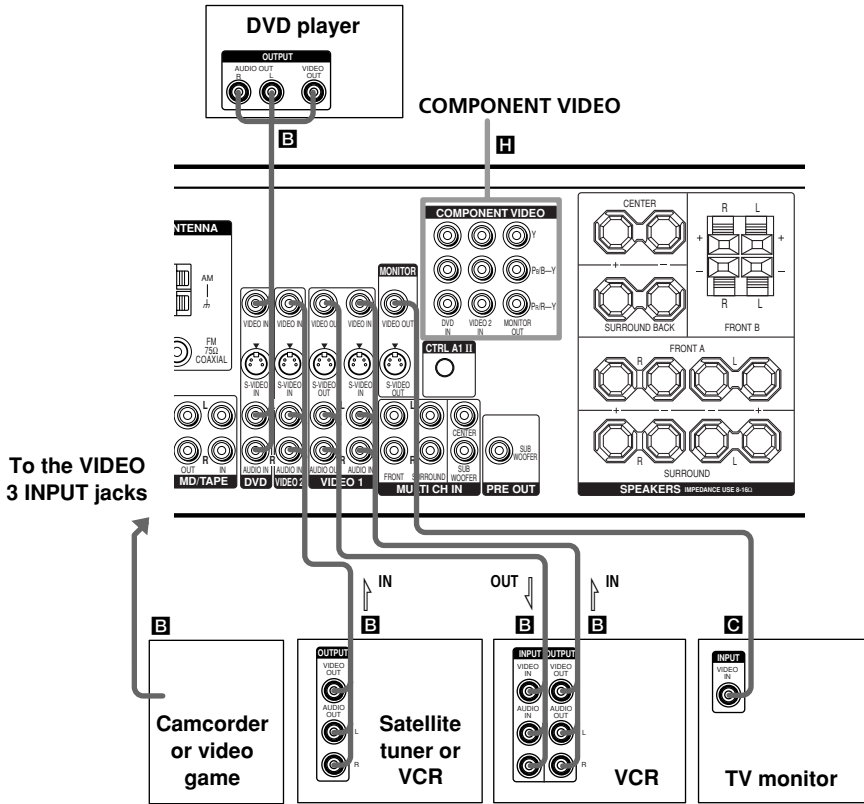 DVD player
OUTPUT
AUDIO OUT
R L
VIDEO
OUT
B
COMPONENT VIDEO
H
NTENNA
AM
FM
75Ω
COAXIAL
OUT IN
L
R
MD/TAPE
VIDEO IN
S-VIDEO
IN
AUDIO IN
R
DVD
VIDEO IN
S-VIDEO
IN
AUDIO IN
VIDEO 2
VIDEO OUT
VIDEO IN
S-VIDEO
OUT
S-VIDEO
IN
L
R
AUDIO OUT
AUDIO IN
VIDEO 1
MONITOR
VIDEO OUT
S-VIDEO
OUT
COMPONENT VIDEO
Y
PB/B—Y
PR/R—Y
DVD
IN
VIDEO 2
IN
MONITOR
OUT
CTRL A1 II
L
R
FRONT
SURROUND
CENTER
SUB
WOOFER
MULTI CH IN
SUB
WOOFER
PRE OUT
CENTER
+ –
SURROUND BACK
R L
+ +
– –
R L
FRONT B
FRONT A
R L
+ – – +
R L
SURROUND
SPEAKERS IMPEDANCE USE 8-16Ω
To the VIDEO
3 INPUT jacks
IN
OUT
IN
B
B
B
B
C
Camcorder
or video
game
OUTPUT
VIDEO
OUT
AUDIO
OUT
L
R
Satellite
tuner or
VCR
INPUT OUTPUT
VIDEO
IN
VIDEO
OUT
AUDIO
IN
AUDIO
OUT
L
R
VCR
INPUT
VIDEO
IN
TV monitor